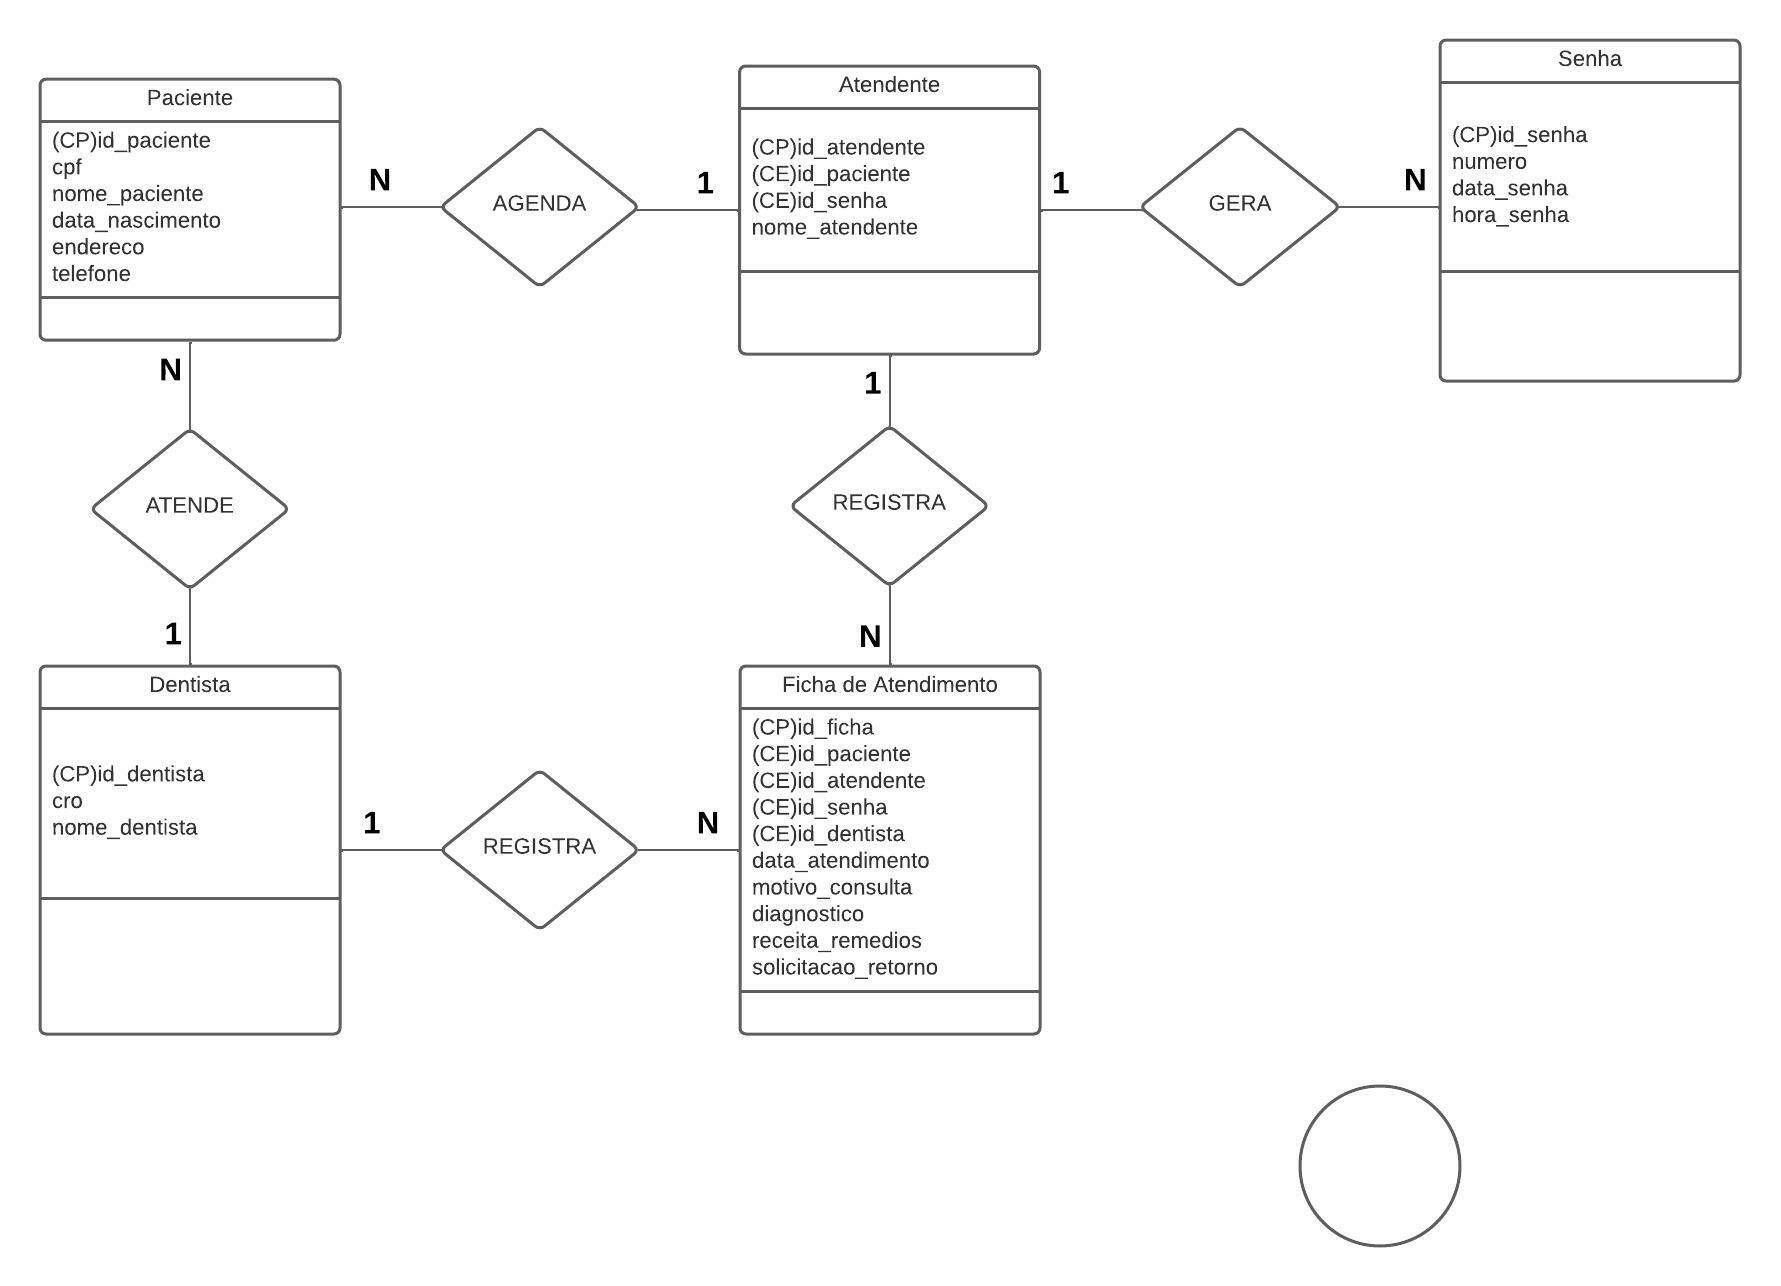 Paciente
(CP)id_paciente
cpf
nome_paciente
data_nascimento
endereco
telefone
N
AGENDA
1
Atendente
(CP)id_atendente
(CE)id_paciente
(CE)id_senha
nome_atendente
1
GERA
N
Senha
(CP)id_senha
numero
data_senha
hora_senha
N
ATENDE
1
1
REGISTRA
N
Dentista
(CP)id_dentista
cro
nome_dentista
1
REGISTRA
N
Ficha de Atendimento
(CP)id_ficha
(CE)id_paciente
(CE)id_atendente
(CE)id_senha
(CE)id_dentista
data_atendimento
motivo_consulta
diagnostico
receita_remedios
solicitacao_retorno